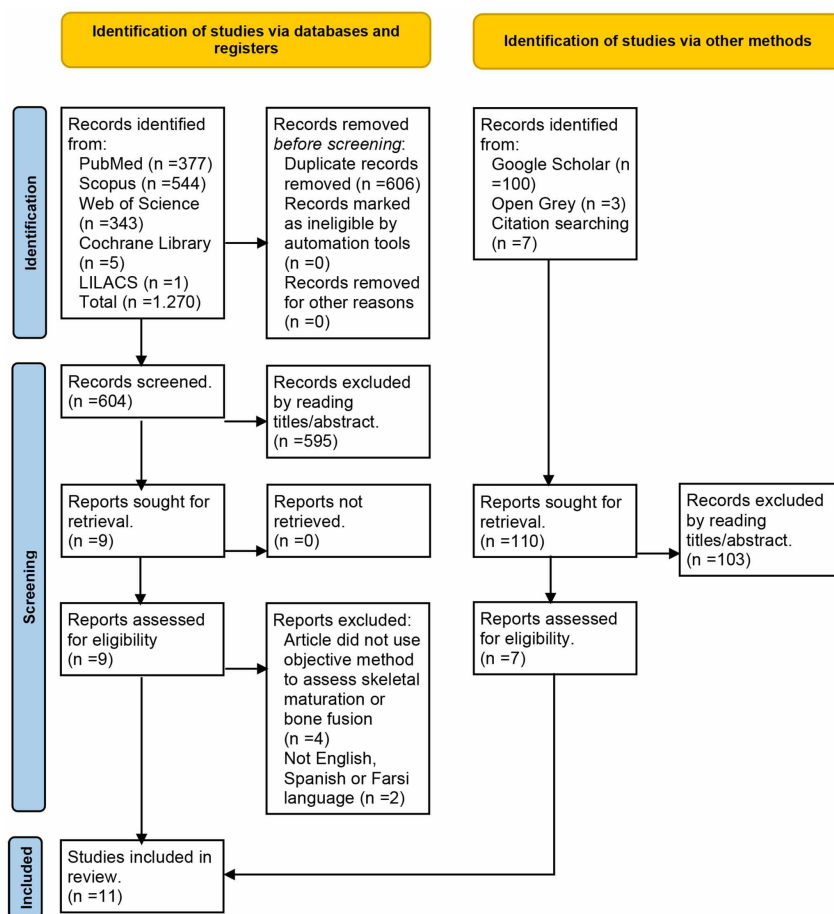 Identification of studies via databases and
registers
Identification of studies via other methods
Identification
Records identified
from:
PubMed (n =377)
Scopus (n =544)
Web of Science
(n =343)
Cochrane Library
(n =5)
LILACS (n =1)
Total (n =1.270)
Records removed
before screening:
Duplicate records
removed (n =606)
Records marked
as ineligible by
automation tools
(n =0)
Records removed
for other reasons
(n =0)
Records identified
from:
Google Scholar (n
=100)
Open Grey (n =3)
Citation searching
(n =7)
Screening
Records screened.
(n =604)
Records excluded
by reading
titles/abstract.
(n =595)
Reports sought for
retrieval.
(n =9)
Reports not
retrieved.
(n =0)
Reports sought for
retrieval.
(n =110)
Records excluded
by reading
titles/abstract.
(n =103)
Reports assessed
for eligibility
(n =9)
Reports excluded:
Article did not use
objective method
to assess skeletal
maturation or
bone fusion
(n =4)
Not English,
Spanish or Farsi
language (n =2)
Reports assessed
for eligibility.
(n =7)
Included
Studies included in
review.
(n =11)